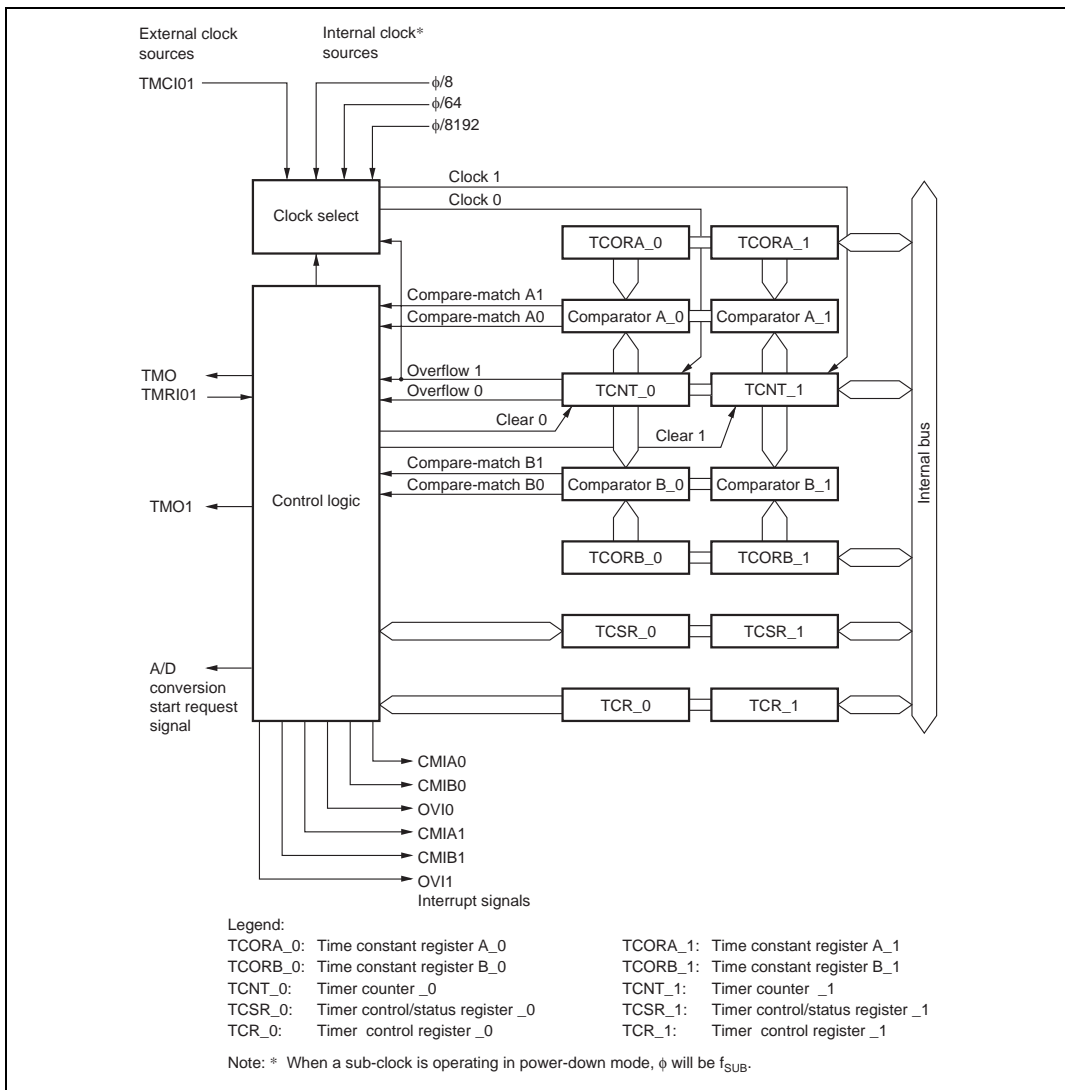 External clock
sources
Internal clock*
sources
TMCI01
ϕ/8
ϕ/64
ϕ/8192
Clock 1
Clock 0
Clock select
TCORA_0
TCORA_1
Compare-match A1
Compare-match A0
Comparator A_0
Comparator A_1
TMO
TMRI01
Overflow 1
Overflow 0
TCNT_0
TCNT_1
Clear 0
Clear 1
Internal bus
Compare-match B1
Compare-match B0
Comparator B_0
Comparator B_1
Control logic
TMO1
TCORB_0
TCORB_1
TCSR_0
TCSR_1
A/D
conversion
start request
signal
TCR_0
TCR_1
CMIA0
CMIB0
OVI0
CMIA1
CMIB1
OVI1
Interrupt signals
Legend:
TCORA_0: Time constant register A_0
TCORB_0: Time constant register B_0
TCNT_0: Timer counter _0
TCSR_0: Timer control/status register _0
TCR_0: Timer control register _0
TCORA_1: Time constant register A_1
TCORB_1: Time constant register B_1
TCNT_1: Timer counter _1
TCSR_1: Timer control/status register _1
TCR_1: Timer control register _1
Note: * When a sub-clock is operating in power-down mode, ϕ will be fSUB.